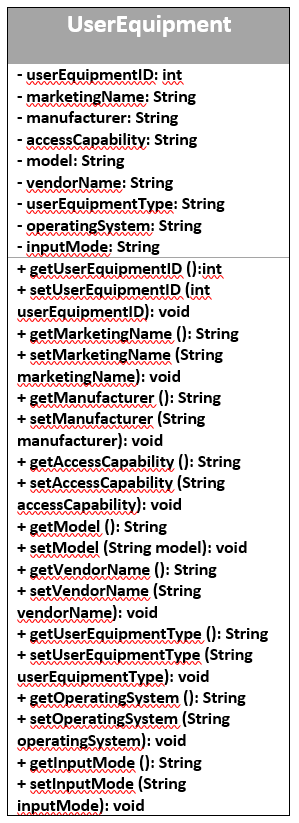 UserEquipment
- userEquipmentID: int
- marketingName: String
- manufacturer: String
- accessCapability: String
- model: String
- vendorName: String
- userEquipmentType: String
- operatingSystem: String
- inputMode: String
+ getUserEquipmentID ():int
+ setUserEquipmentID (int
userEquipmentID): void
+ getMarketingName (): String
+ setMarketingName (String
marketingName): void
+ getManufacturer (): String
+ setManufacturer (String
manufacturer): void
+ getAccessCapability (): String
+ setAccessCapability (String
accessCapability): void
+ getModel (): String
+ setModel (String model): void
+ getVendorName (): String
+ setVendorName (String
vendorName): void
+ getUserEquipmentType (): String
+ setUserEquipmentType (String
userEquipmentType): void
+ getOperatingSystem (): String
+ setOperatingSystem (String
operatingSystem): void
+ getInputMode (): String
+ setInputMode (String
inputMode): void